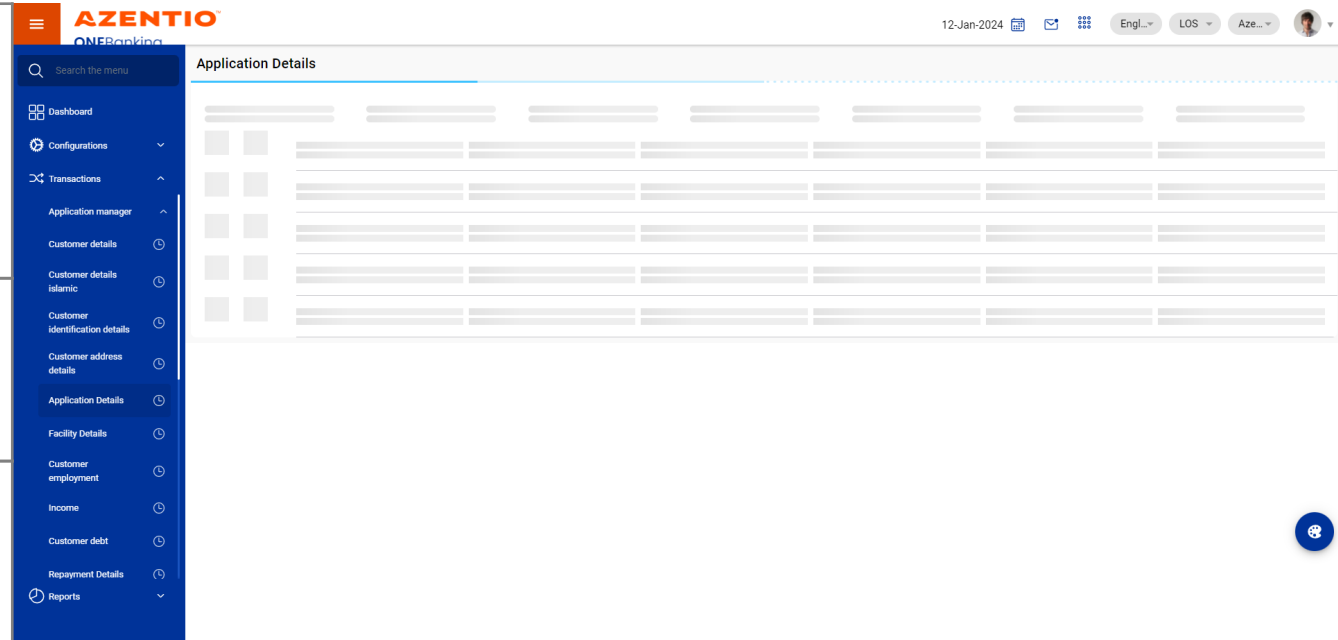 AZENTIO™
12-Jan-2024
Engl...
LOS
Aze...
ONEBanking
Search the menu
Application Details
Dashboard
Configurations
Transactions
Application manager
Customer details
Customer details
islamic
Customer
identification details
Customer address
details
Application Details
Facility Details
Customer
employment
Income
Customer debt
Repayment Details
Reports